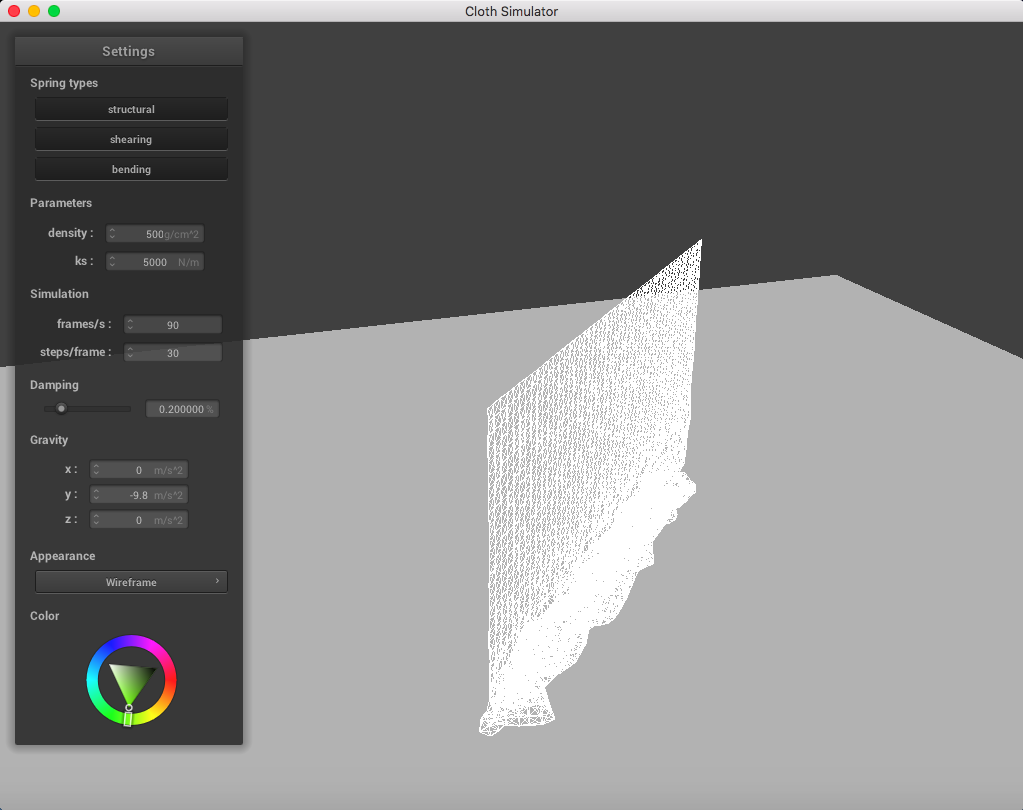 Cloth Simulator
Settings
Spring types
structural
shearing
bending
Parameters
density : 500 g/cm^2
ks : 5000 N/m
Simulation
frames/s : 90
steps/frame : 30
Damping
0.200000 %
Gravity
x : 0 m/s^2
y : -9.8 m/s^2
z : 0 m/s^2
Appearance
Wireframe ›
Color